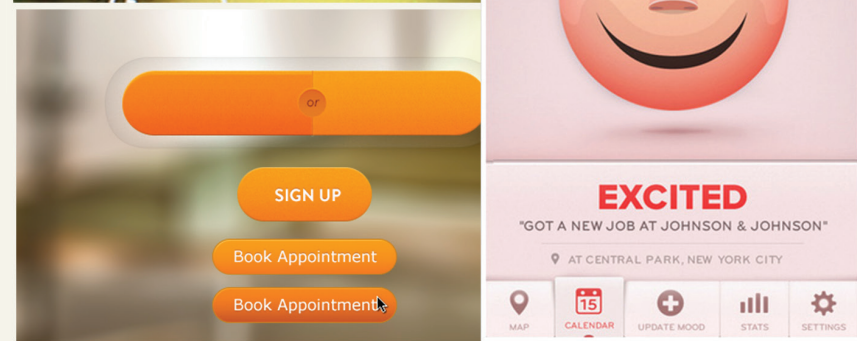 or
SIGN UP
Book Appointment
Book Appointment
EXCITED
"GOT A NEW JOB AT JOHNSON & JOHNSON"
AT CENTRAL PARK, NEW YORK CITY
15
MAP
CALENDAR
UPDATE MOOD
STATS
SETTINGS